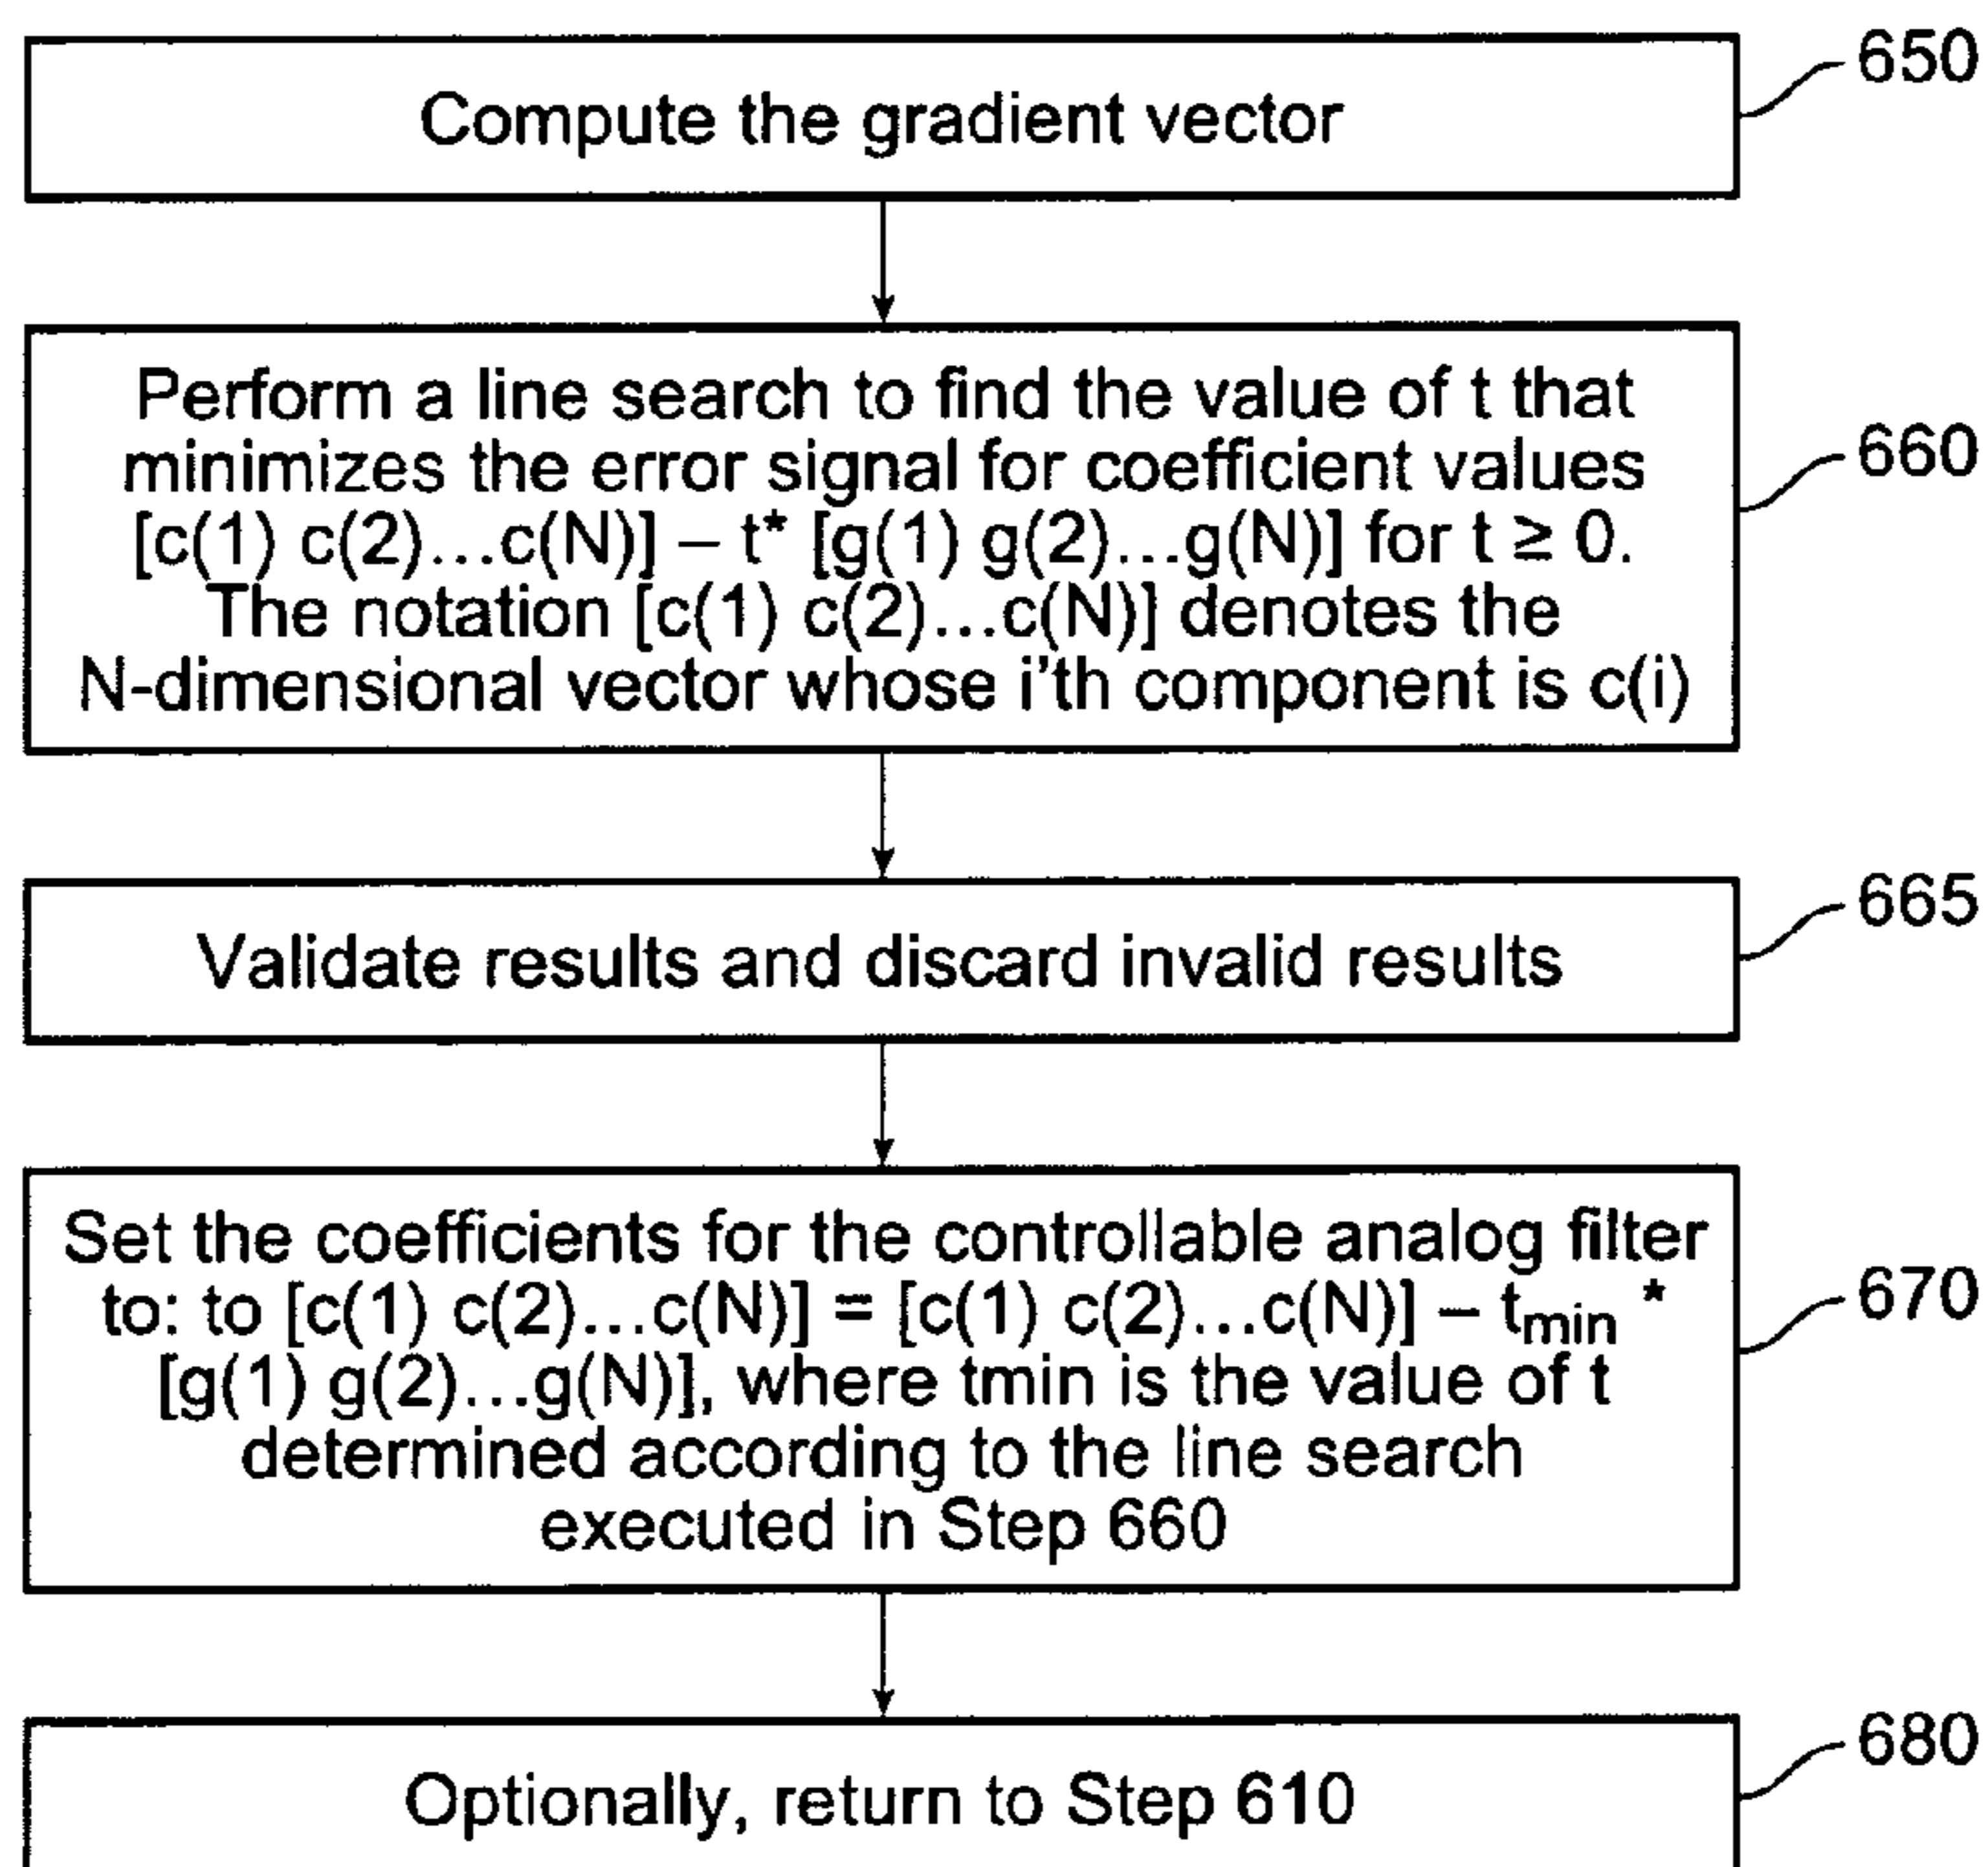 650
Compute the gradient vector
Perform a line search to find the value of t that
minimizes the error signal for coefficient values
660
[c(1) c(2)...c(N)] – t* [g(1) g(2)...g(N)] for t ≥ 0.
The notation [c(1) c(2)...c(N)] denotes the
N-dimensional vector whose i'th component is c(i)
665
Validate results and discard invalid results
Set the coefficients for the controllable analog filter
to: to [c(1) c(2)...c(N)] = [c(1) c(2)...c(N)] – tmin *
670
[g(1) g(2)...g(N)], where tmin is the value of t
determined according to the line search
executed in Step 660
680
Optionally, return to Step 610